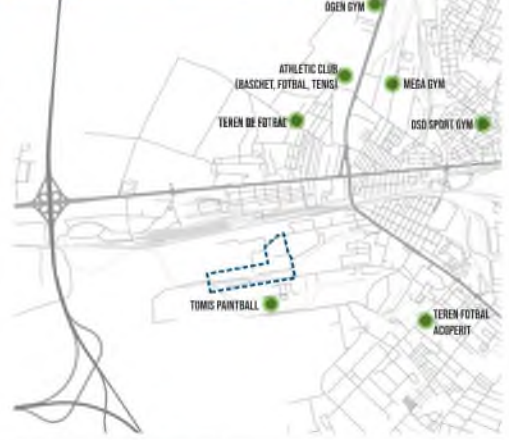 OGEN GYM
ATHLETIC CLUB
(BASCHET, FOTBAL, TENIS)
MEGA GYM
TEREN DE FOTBAL
DSD SPORT GYM
TOMIS PAINTBALL
TEREN FOTBAL
ACOPERIT